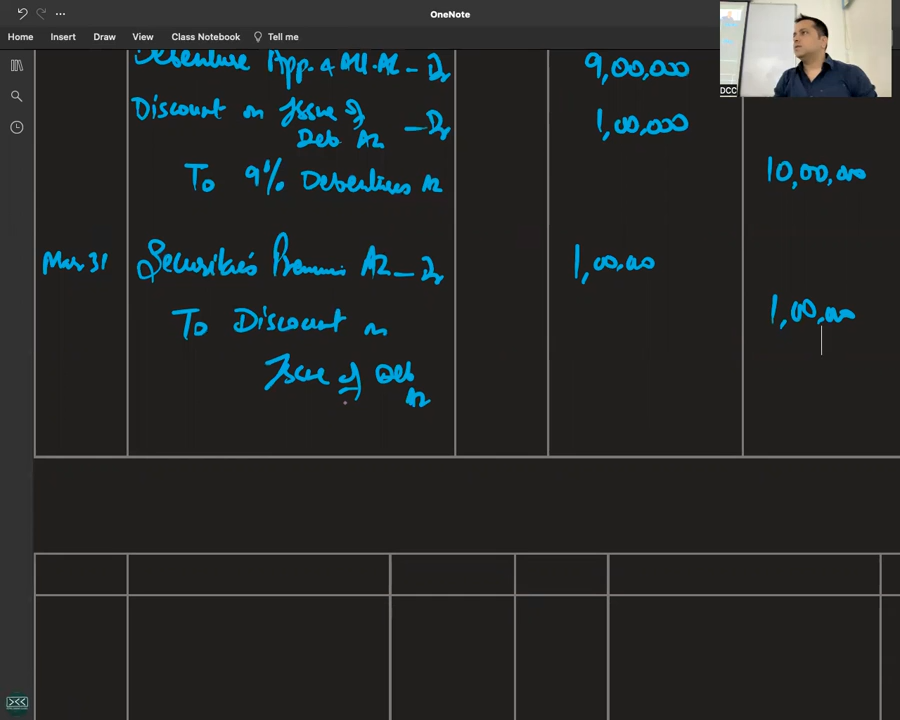 OneNote
Home Insert Draw View Class Notebook Tell me
DCC
Debenture App. & All. A/c - Dr 9,00,000
Discount on Issue of
Deb A/c - Dr 1,00,000
To 9% Debentures A/c 10,00,000
Mar. 31 Securities Premium A/c - Dr 1,00,000
To Discount on 1,00,000
Issue of Deb
A/c